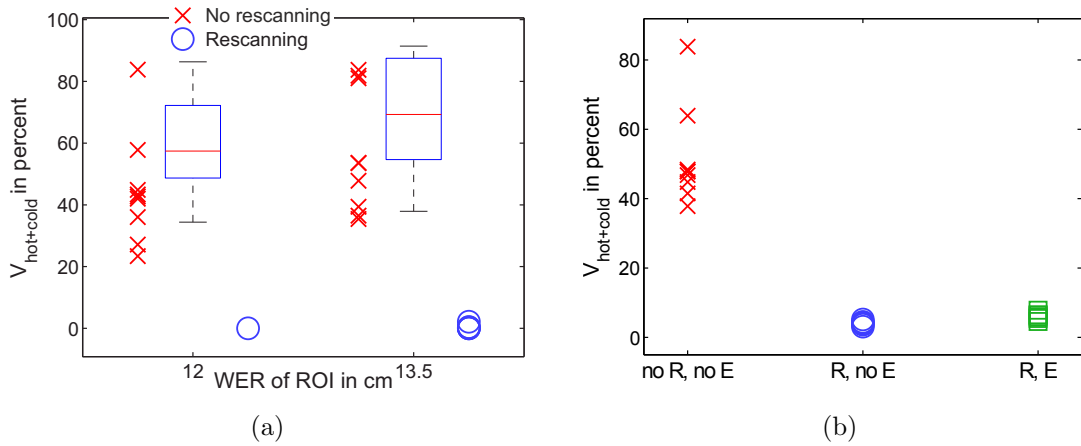 No rescanning
Rescanning
100
80
60
40
20
0
V_hot+cold in percent
12
13.5
WER of ROI in cm
(a)
80
60
40
20
0
V_hot+cold in percent
no R, no E
R, no E
R, E
(b)